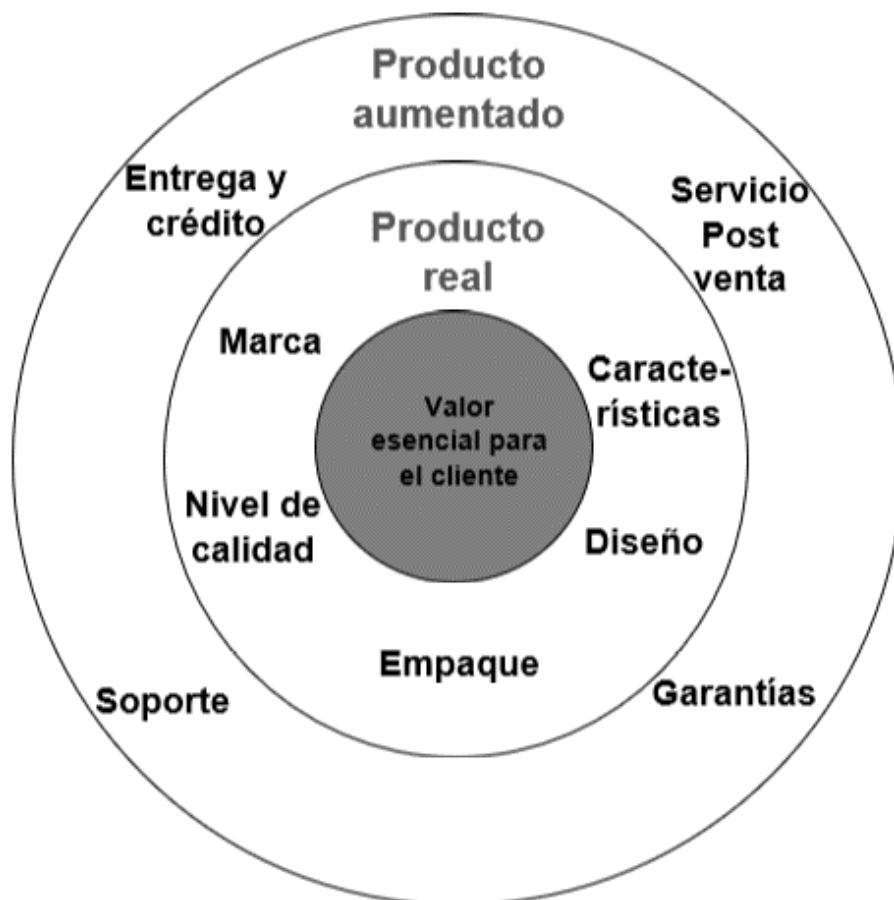 Producto
aumentado
Entrega y
crédito
Servicio
Post
venta
Producto
real
Marca
Caracte-
rísticas
Valor
esencial para
el cliente
Nivel de
calidad
Diseño
Empaque
Soporte
Garantías